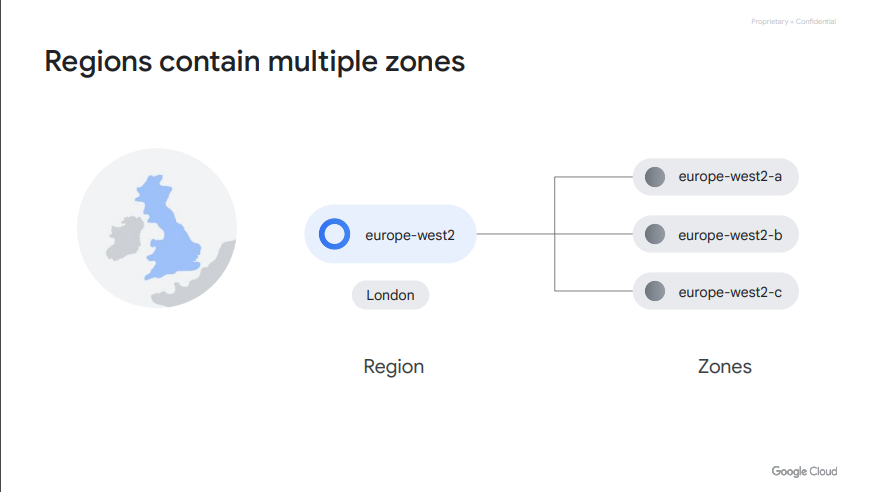 Proprietary + Confidential
Regions contain multiple zones
europe-west2
London
Region
europe-west2-a
europe-west2-b
europe-west2-c
Zones
Google Cloud